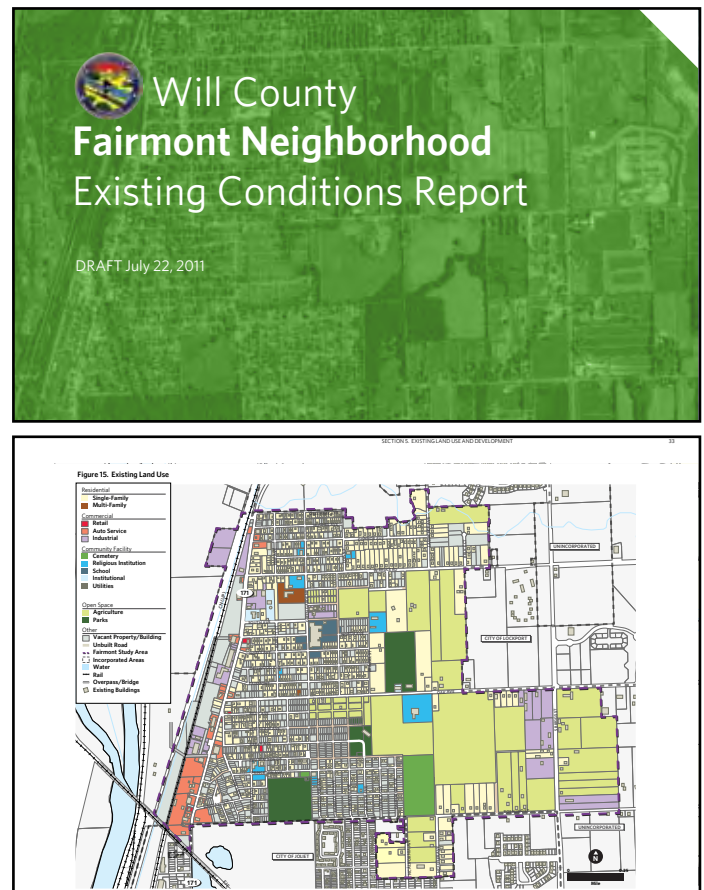 Will County
Fairmont Neighborhood
Existing Conditions Report
DRAFT July 22, 2011
SECTION 5. EXISTING LAND USE AND DEVELOPMENT 33
Figure 15. Existing Land Use
Residential
Single-Family
Multi-Family
Commercial
Retail
Auto Service
Industrial
Community Facility
Cemetery
Religious Institution
School
Institutional
Utilities
Open Space
Agriculture
Parks
Other
Vacant Property/Building
Unbuilt Road
Fairmont Study Area
Incorporated Areas
Water
Rail
Overpass/Bridge
Existing Buildings
UNINCORPORATED
171
CITY OF LOCKPORT
UNINCORPORATED
CITY OF JOLIET
N
Mile
171